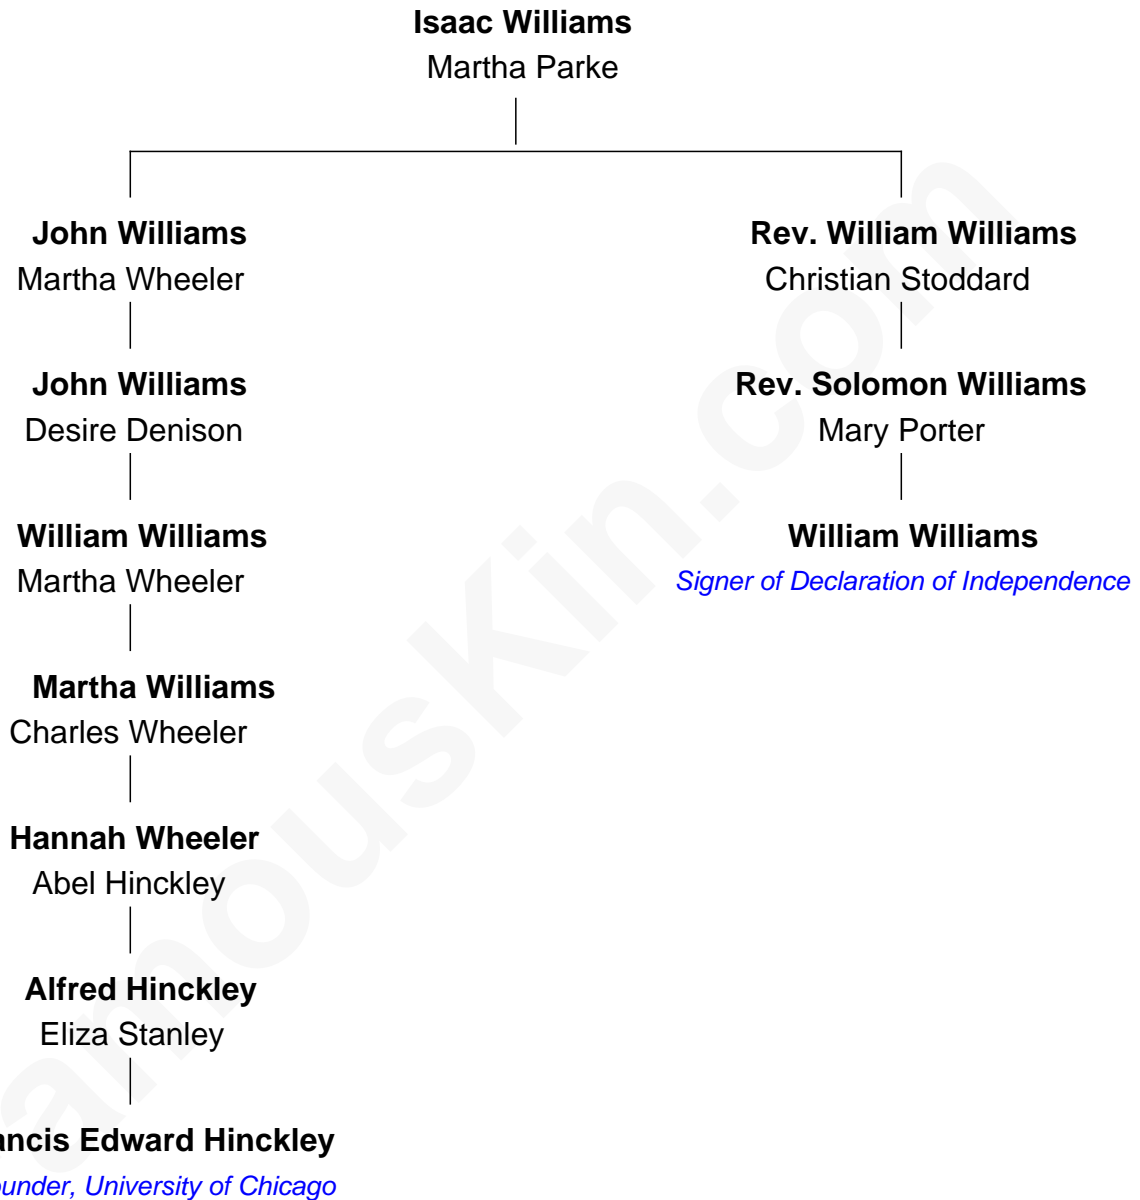 Isaac Williams
Martha Parke
John Williams
Martha Wheeler
Rev. William Williams
Christian Stoddard
John Williams
Desire Denison
Rev. Solomon Williams
Mary Porter
William Williams
Martha Wheeler
William Williams
Signer of Declaration of Independence
Martha Williams
Charles Wheeler
Hannah Wheeler
Abel Hinckley
Alfred Hinckley
Eliza Stanley
ancis Edward Hinckley
ounder, University of Chicago
amouskin.com